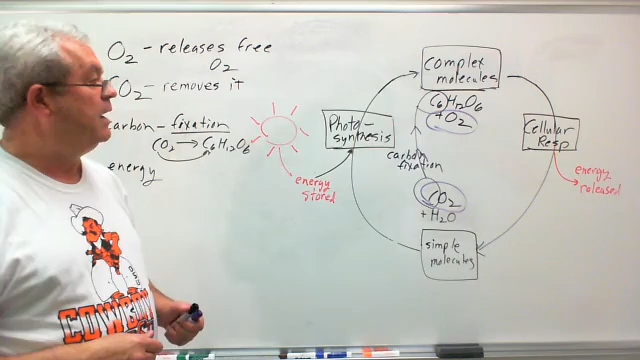 O2 - releases free
O2
CO2 - removes it
carbon - fixation
CO2 → C6H12O6
energy
Photo-
synthesis
energy
stored
complex
molecules
C6H12O6
+ O2
carbon
fixation
CO2
+ H2O
simple
molecules
Cellular
Resp
energy
released
COWBOY